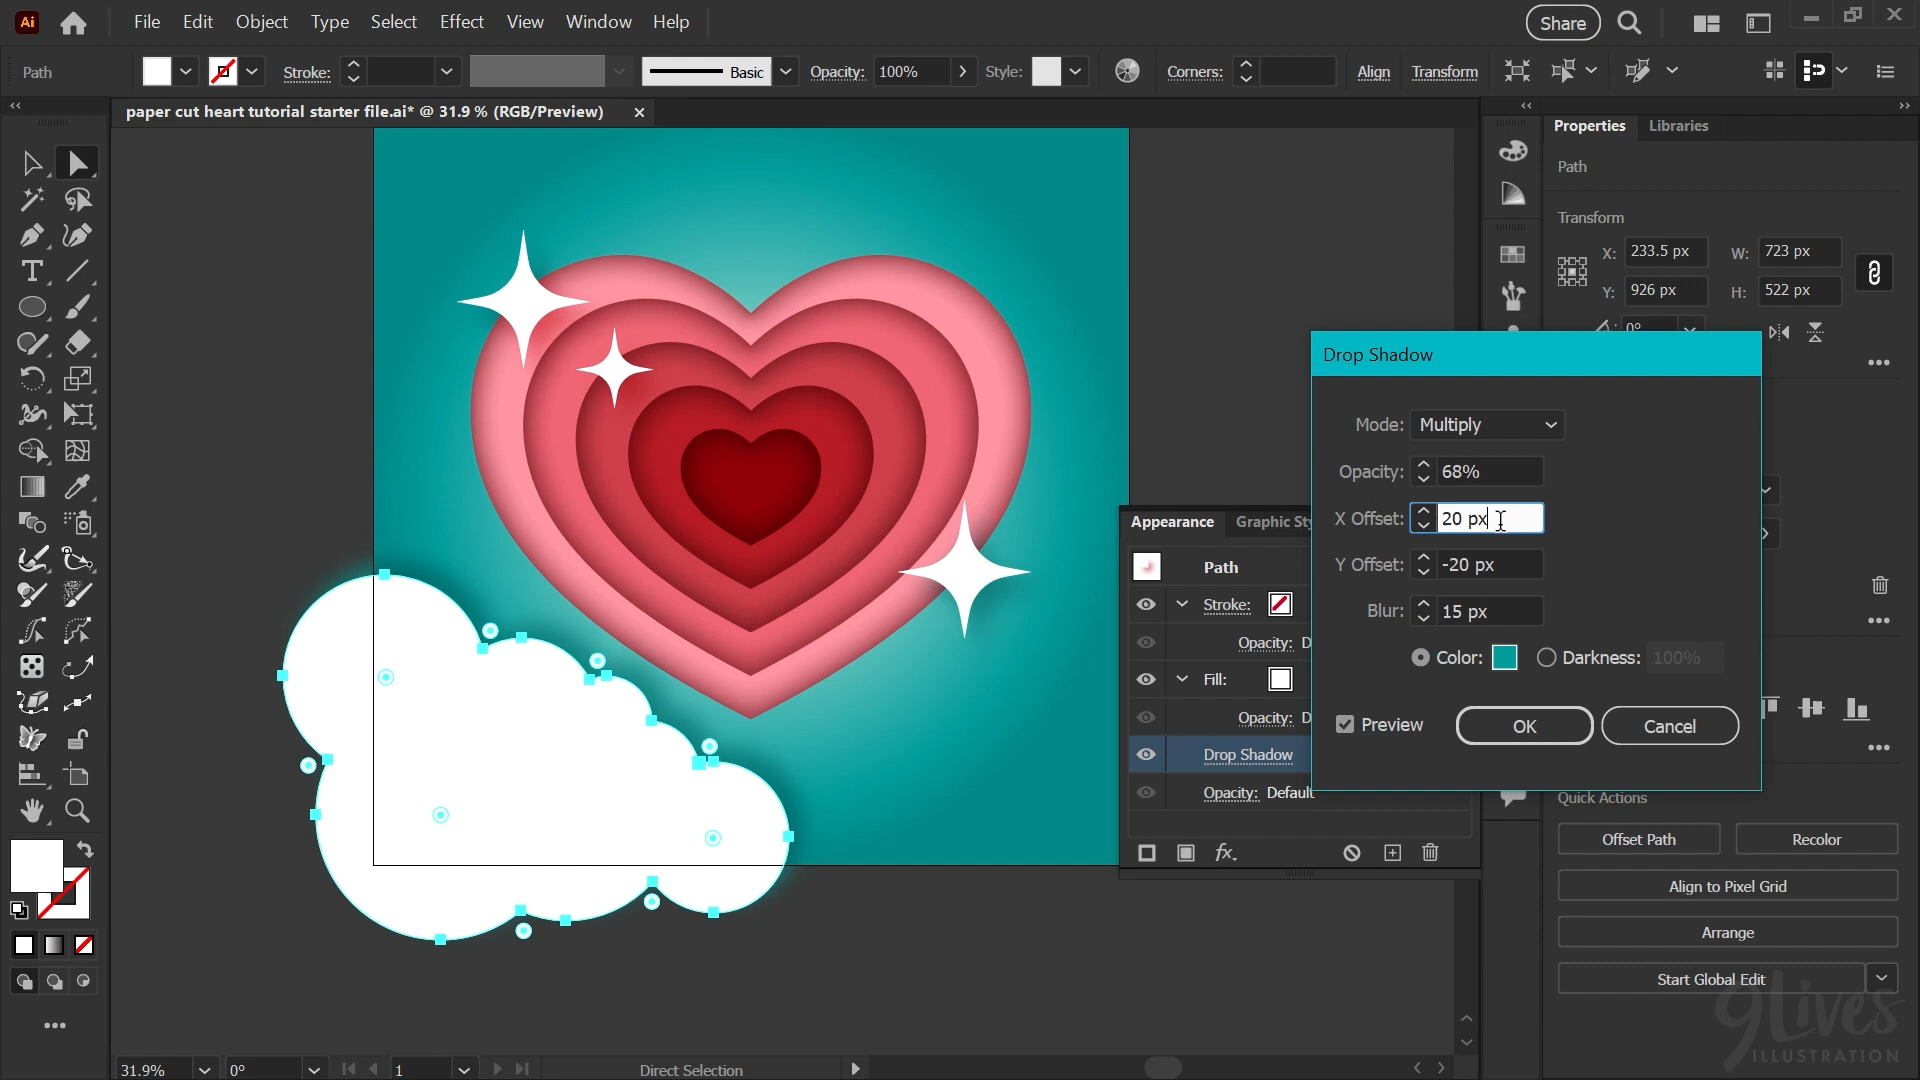 Ai File Edit Object Type Select Effect View Window Help Share
Path Stroke: Basic Opacity: 100% Style: Corners: Align Transform
paper cut heart tutorial starter file.ai* @ 31.9 % (RGB/Preview)
Properties Libraries
Path
Transform
X: 233.5 px W: 723 px
Y: 926 px H: 522 px
0°
Drop Shadow
Mode: Multiply
Opacity: 68%
X Offset: 20 px
Y Offset: -20 px
Blur: 15 px
Color: Darkness: 100%
Preview OK Cancel
Appearance Graphic Sty
Path
Stroke:
Opacity: D
Fill:
Opacity: D
Drop Shadow
Opacity: Default
fx
Quick Actions
Offset Path Recolor
Align to Pixel Grid
Arrange
Start Global Edit
9Lives
ILLUSTRATION
31.9% 0° 1 Direct Selection